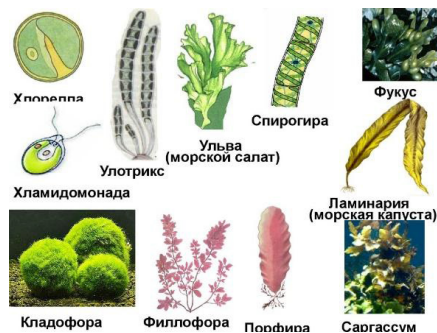 Хлорелла
Хламидомонада
Улотрикс
Ульва
(морской салат)
Спирогира
Фукус
Ламинария
(морская капуста)
Кладофора
Филлофора
Порфира
Саргассум